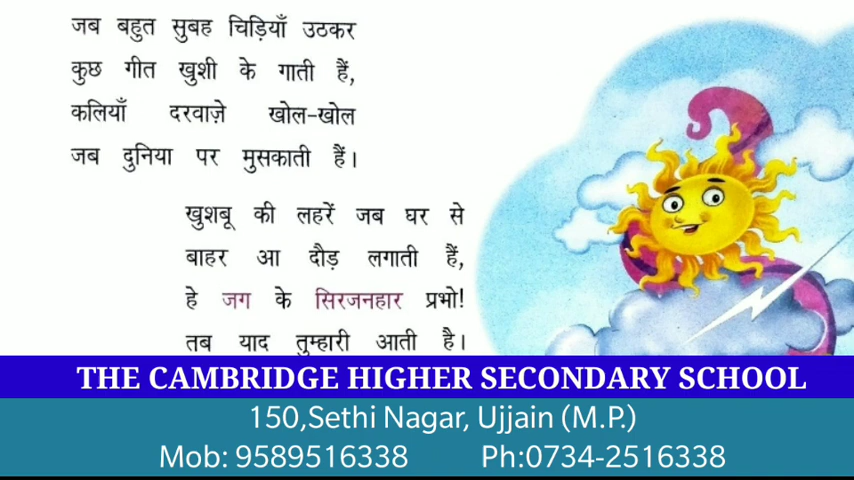 जब बहुत सुबह चिड़ियाँ उठकर
कुछ गीत खुशी के गाती हैं,
कलियाँ दरवाज़े खोल-खोल
जब दुनिया पर मुसकाती हैं।
खुशबू की लहरें जब घर से
बाहर आ दौड़ लगाती हैं,
हे जग के सिरजनहार प्रभो!
तब याद तुम्हारी आती है।
THE CAMBRIDGE HIGHER SECONDARY SCHOOL
150,Sethi Nagar, Ujjain (M.P.)
Mob: 9589516338 Ph:0734-2516338